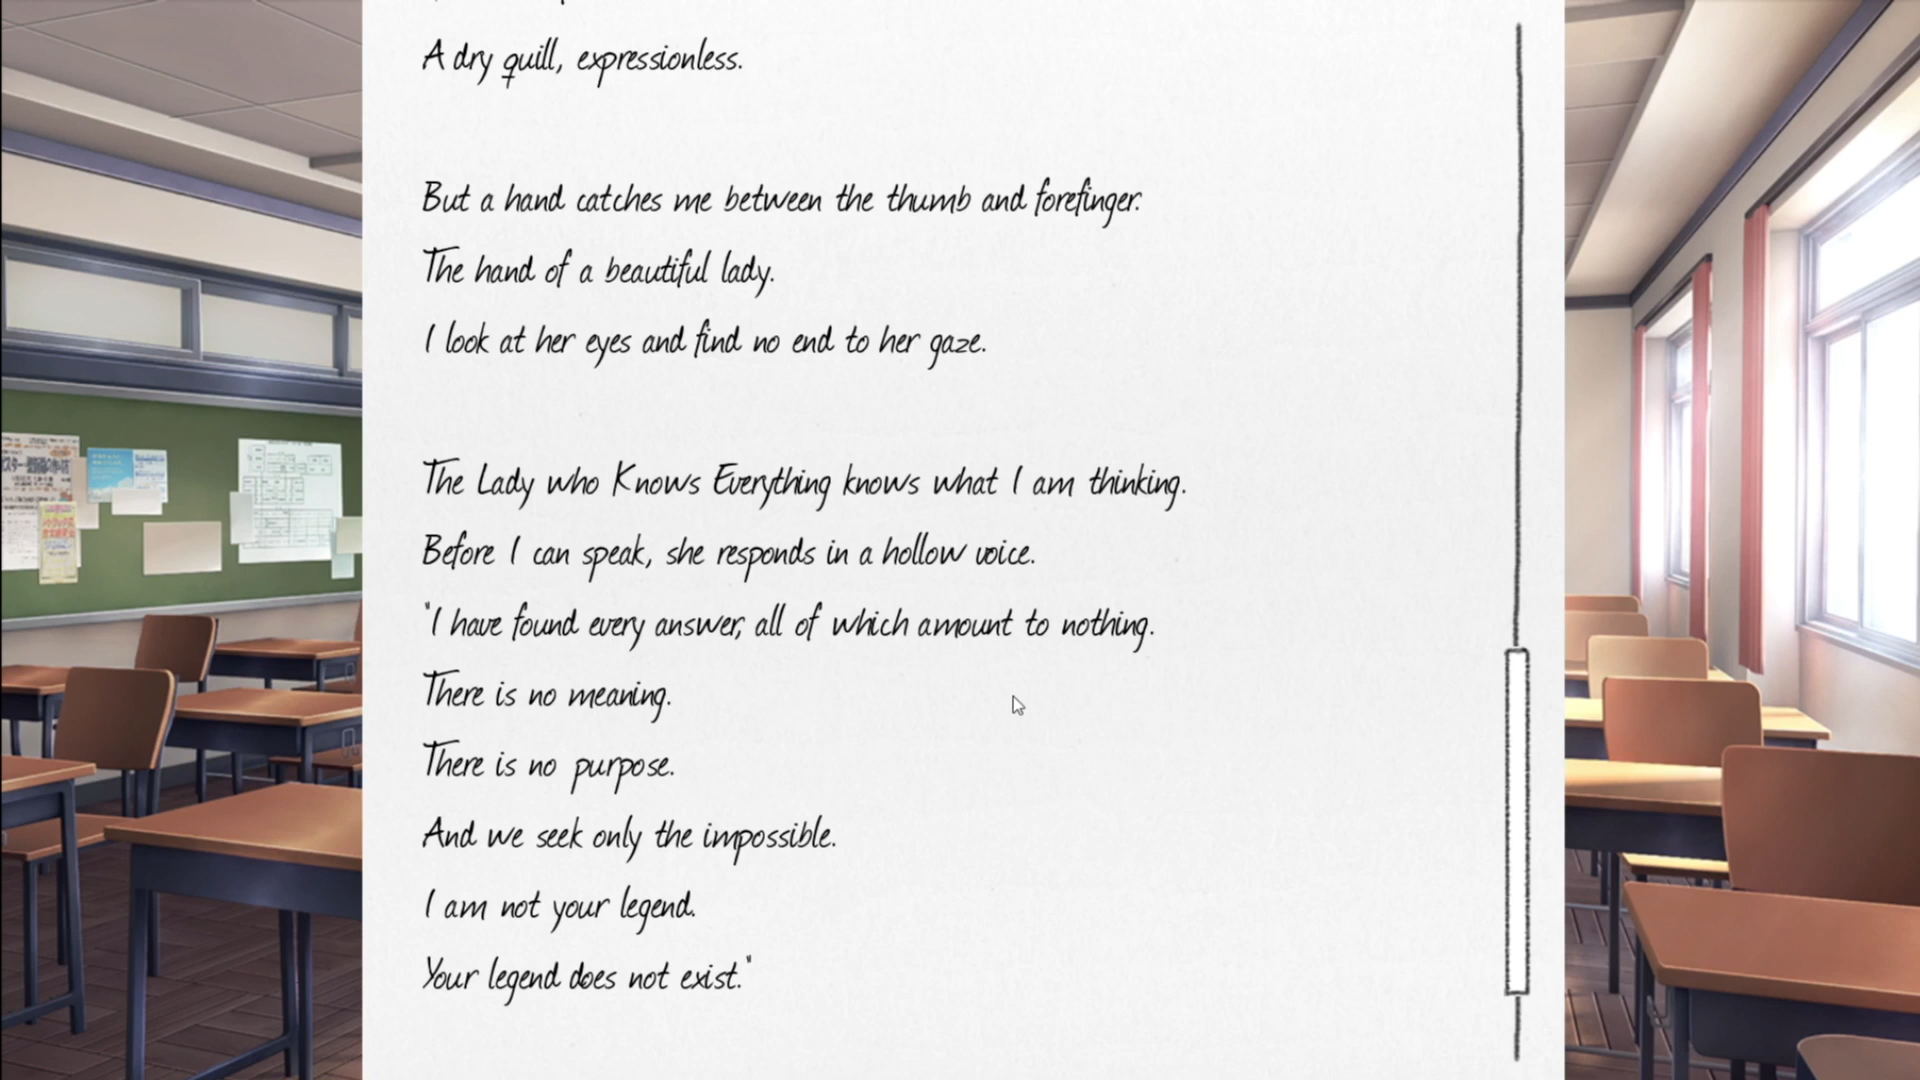 A dry quill, expressionless.
But a hand catches me between the thumb and forefinger.
The hand of a beautiful lady.
I look at her eyes and find no end to her gaze.
The Lady who Knows Everything knows what I am thinking.
Before I can speak, she responds in a hollow voice.
"I have found every answer, all of which amount to nothing.
There is no meaning.
There is no purpose.
And we seek only the impossible.
I am not your legend.
Your legend does not exist."